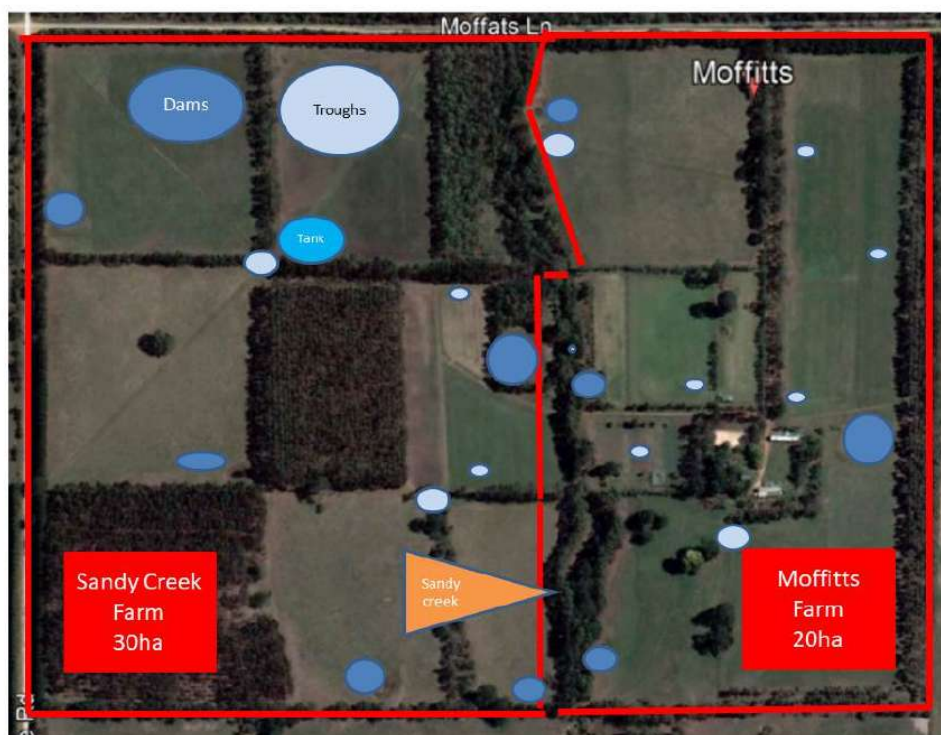 Moffats Ln
Moffitts
Dams
Troughs
Tank
Sandy Creek
Farm
30ha
Sandy
creek
Moffitts
Farm
20ha